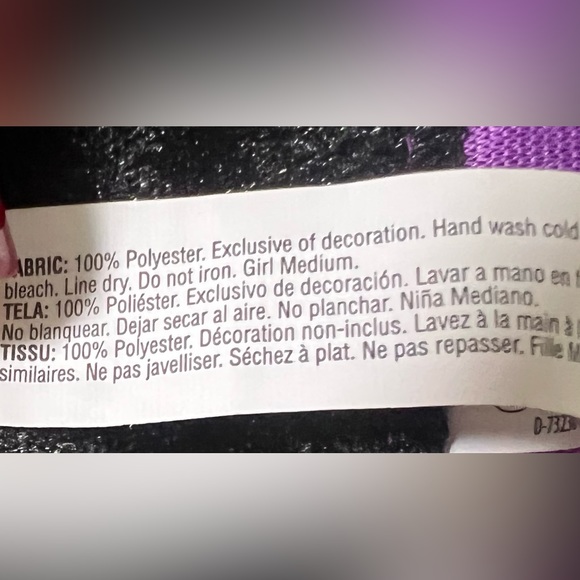 ABRIC: 100% Polyester. Exclusive of decoration. Hand wash cold
bleach. Line dry. Do not iron. Girl Medium.
TELA: 100% Poliéster. Exclusivo de decoración. Lavar a mano en
No blanquear. Dejar secar al aire. No planchar. Niña Mediano.
TISSU: 100% Polyester. Décoration non-inclus. Lavez à la main à
similaires. Ne pas javelliser. Séchez à plat. Ne pas repasser. Fille